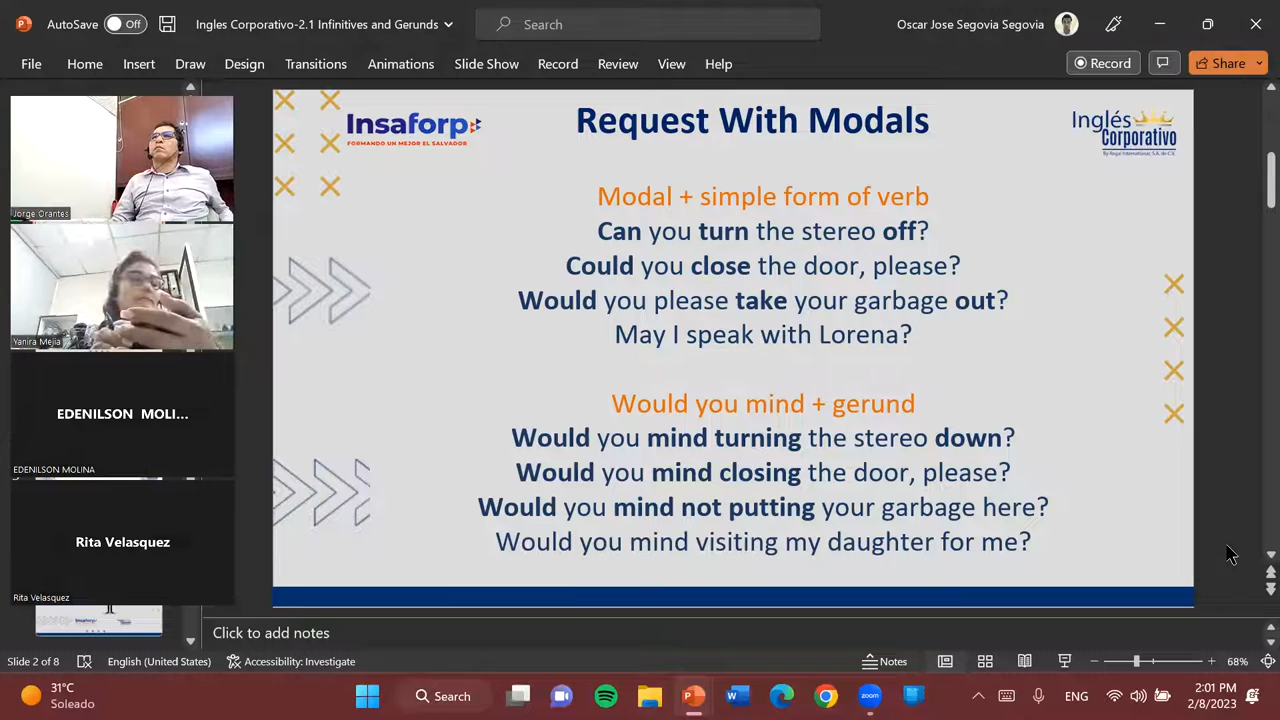 AutoSave Off Ingles Corporativo-2.1 Infinitives and Gerunds Search Oscar Jose Segovia Segovia
File Home Insert Draw Design Transitions Animations Slide Show Record Review View Help Record Share
Jorge Orantes
Yanira Mejia
EDENILSON MOLI...
EDENILSON MOLINA
Rita Velasquez
Rita Velasquez
Insaforp
FORMANDO UN MEJOR EL SALVADOR
Request With Modals
Inglés
Corporativo
Modal + simple form of verb
Can you turn the stereo off?
Could you close the door, please?
Would you please take your garbage out?
May I speak with Lorena?
Would you mind + gerund
Would you mind turning the stereo down?
Would you mind closing the door, please?
Would you mind not putting your garbage here?
Would you mind visiting my daughter for me?
Click to add notes
Slide 2 of 8 English (United States) Accessibility: Investigate Notes 68%
31°C
Soleado
Search
zoom
ENG
2:01 PM
2/8/2023